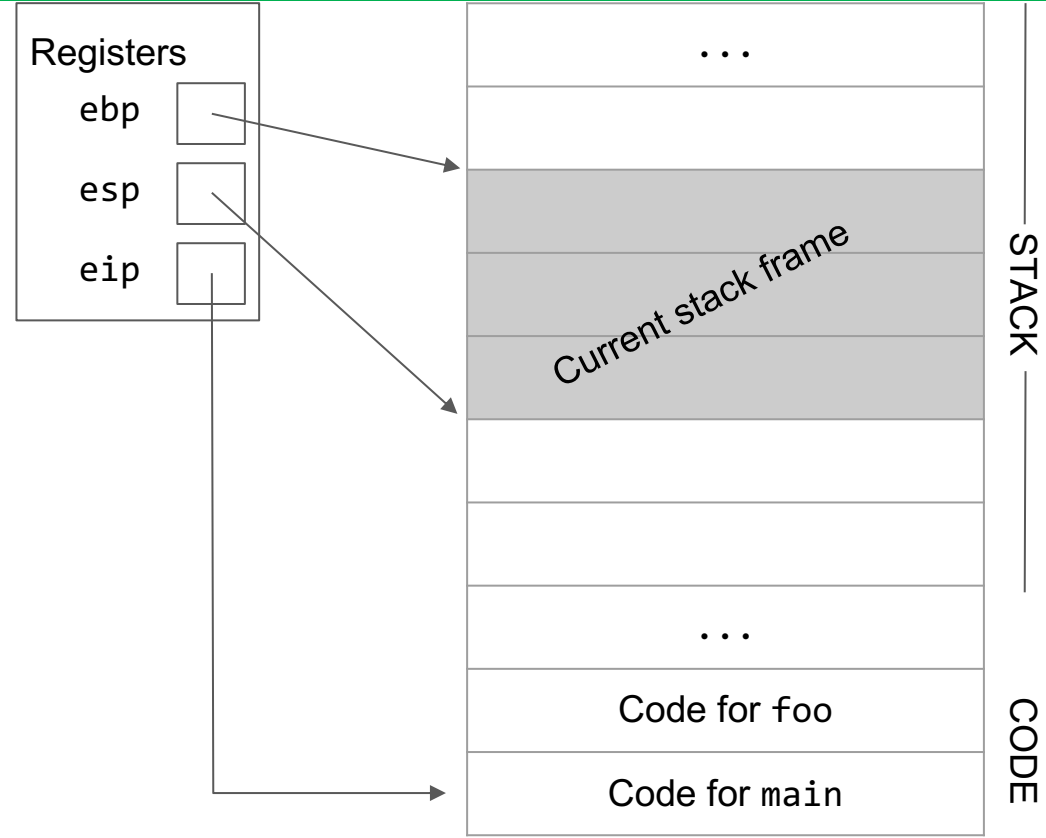 Registers
ebp
esp
eip
...
Current stack frame
...
Code for foo
Code for main
STACK
CODE